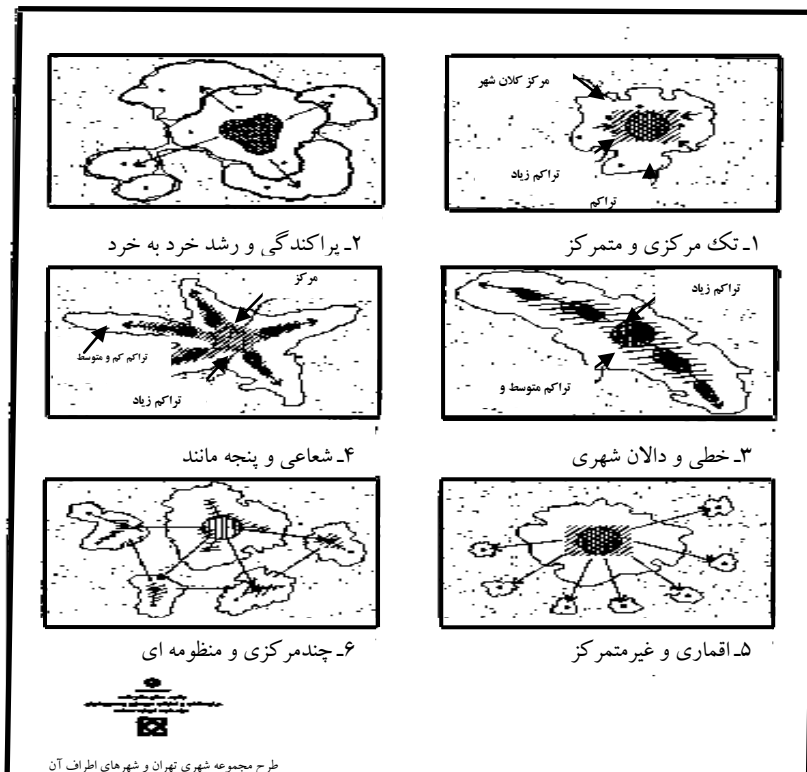 مرکز کلان شهر
تراکم زیاد
تراکم
۱ـ تک مرکزی و متمرکز
۲ـ پراکندگی و رشد خرد به خرد
تراکم زیاد
تراکم متوسط و
۳ـ خطی و دالان شهری
مرکز
تراکم کم و متوسط
تراکم زیاد
۴ـ شعاعی و پنجه مانند
۵ـ اقماری و غیرمتمرکز
۶ـ چندمرکزی و منظومه ای
طرح مجموعه شهری تهران و شهرهای اطراف آن